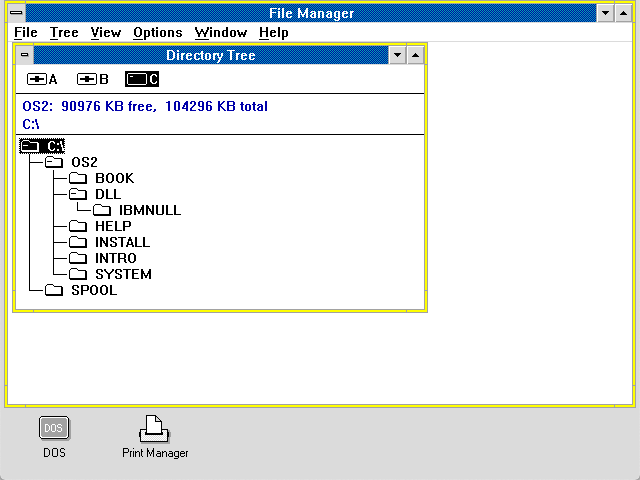 File Manager
File Tree View Options Window Help
Directory Tree
A B C
OS2: 90976 KB free, 104296 KB total
C:\
C:\
OS2
BOOK
DLL
IBMNULL
HELP
INSTALL
INTRO
SYSTEM
SPOOL
DOS
DOS Print Manager